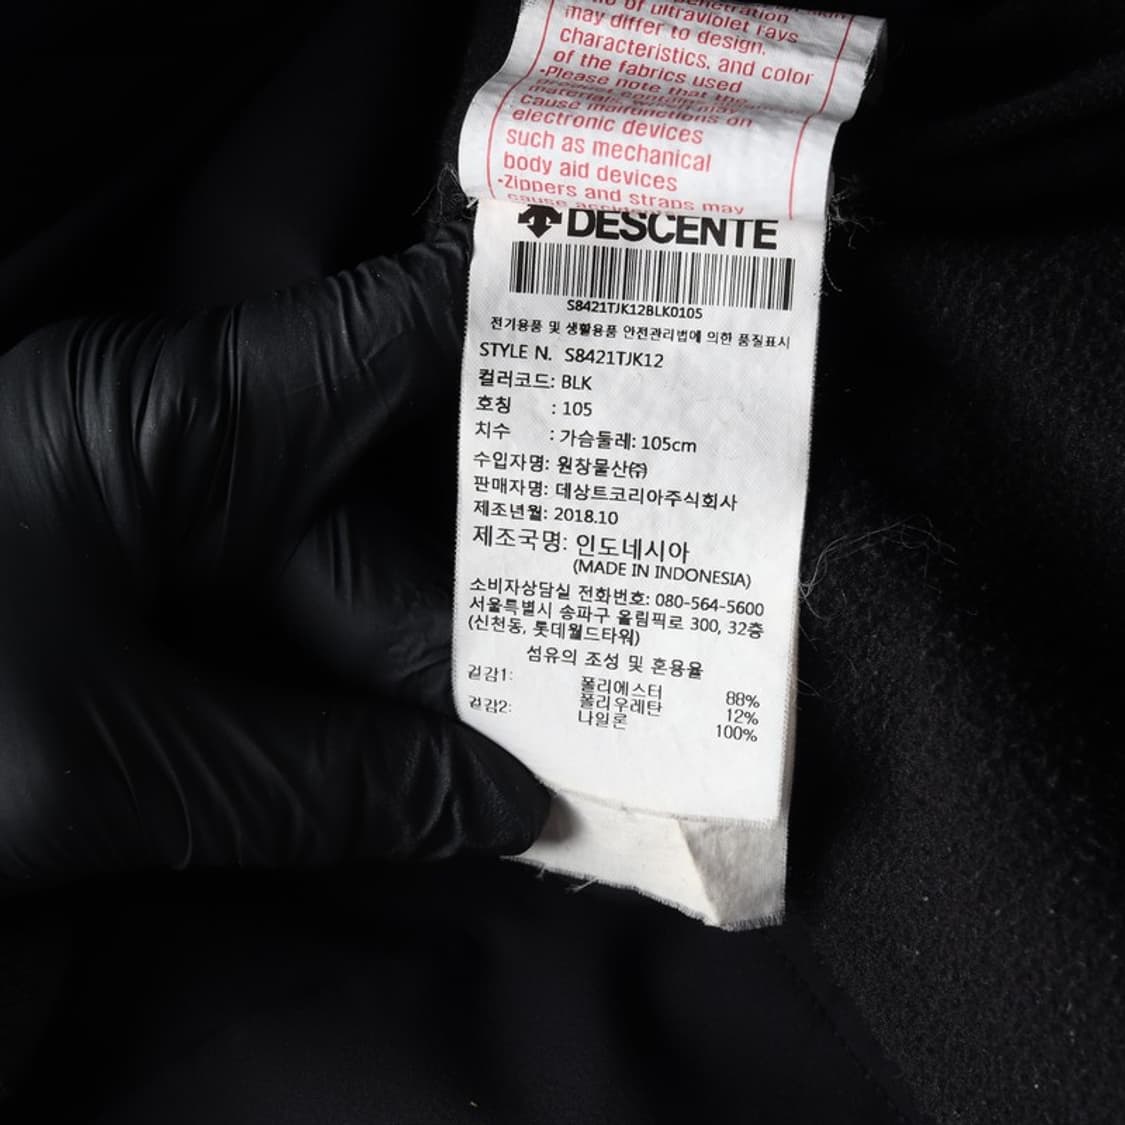 of ultraviolet rays
may differ to design,
characteristics, and color
of the fabrics used
-Please note that the
cause malfunctions on
electronic devices
such as mechanical
body aid devices
-Zippers and straps may
DESCENTE
S8421TJK12BLK0105
전기용품 및 생활용품 안전관리법에 의한 품질표시
STYLE N. S8421TJK12
컬러코드: BLK
호칭 : 105
치수 : 가슴둘레: 105cm
수입자명: 원창물산㈜
판매자명: 데상트코리아주식회사
제조년월: 2018.10
제조국명: 인도네시아
(MADE IN INDONESIA)
소비자상담실 전화번호: 080-564-5600
서울특별시 송파구 올림픽로 300, 32층
(신천동, 롯데월드타워)
섬유의 조성 및 혼용율
겉감1: 폴리에스터 88%
폴리우레탄 12%
겉감2: 나일론 100%